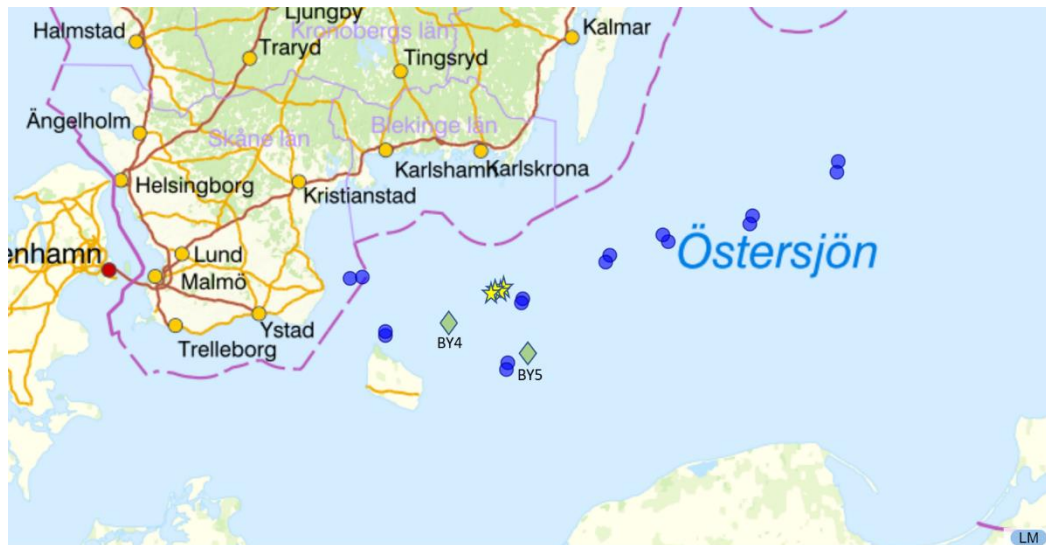 Ljungby
Halmstad
Kronobergs län
Kalmar
Traryd
Tingsryd
Ängelholm
Skåne län
Blekinge län
Karlshamn
Karlskrona
Helsingborg
Kristianstad
Lund
enhamn
Östersjön
Malmö
Ystad
Trelleborg
BY4
BY5
LM